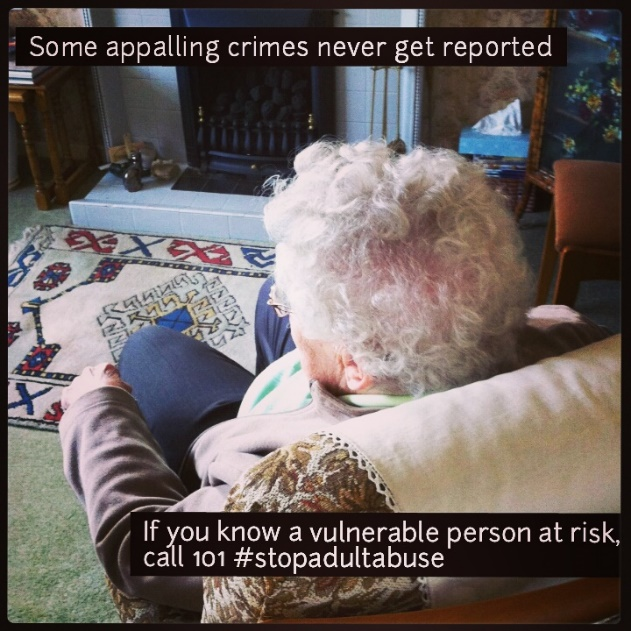 Some appalling crimes never get reported
If you know a vulnerable person at risk,
call 101 #stopadultabuse